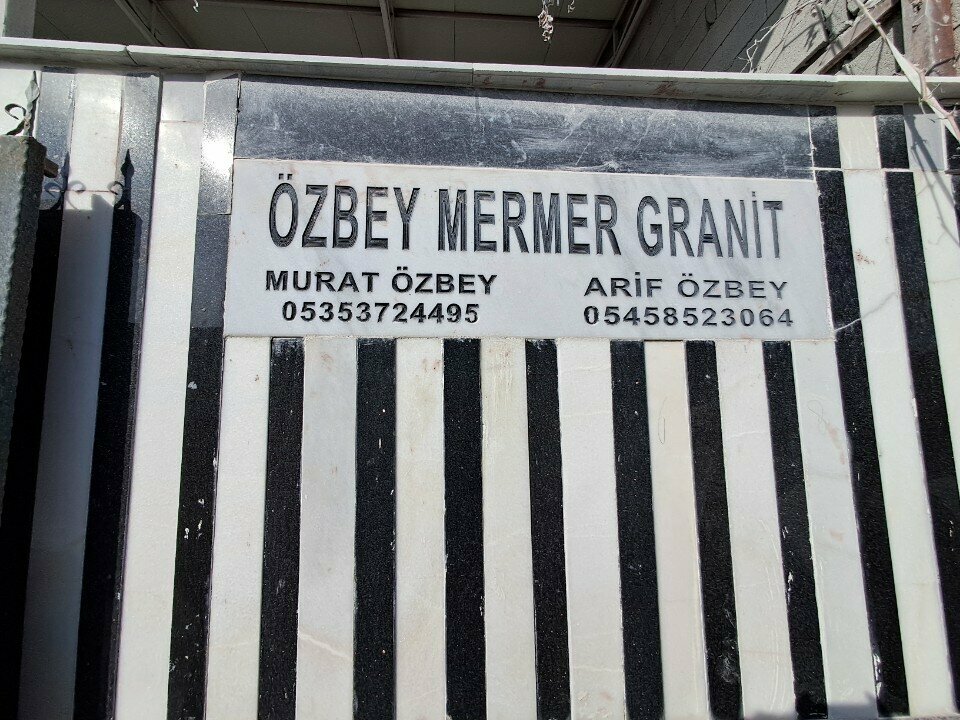 ÖZBEY MERMER GRANİT
MURAT ÖZBEY ARİF ÖZBEY
05353724495 05458523064